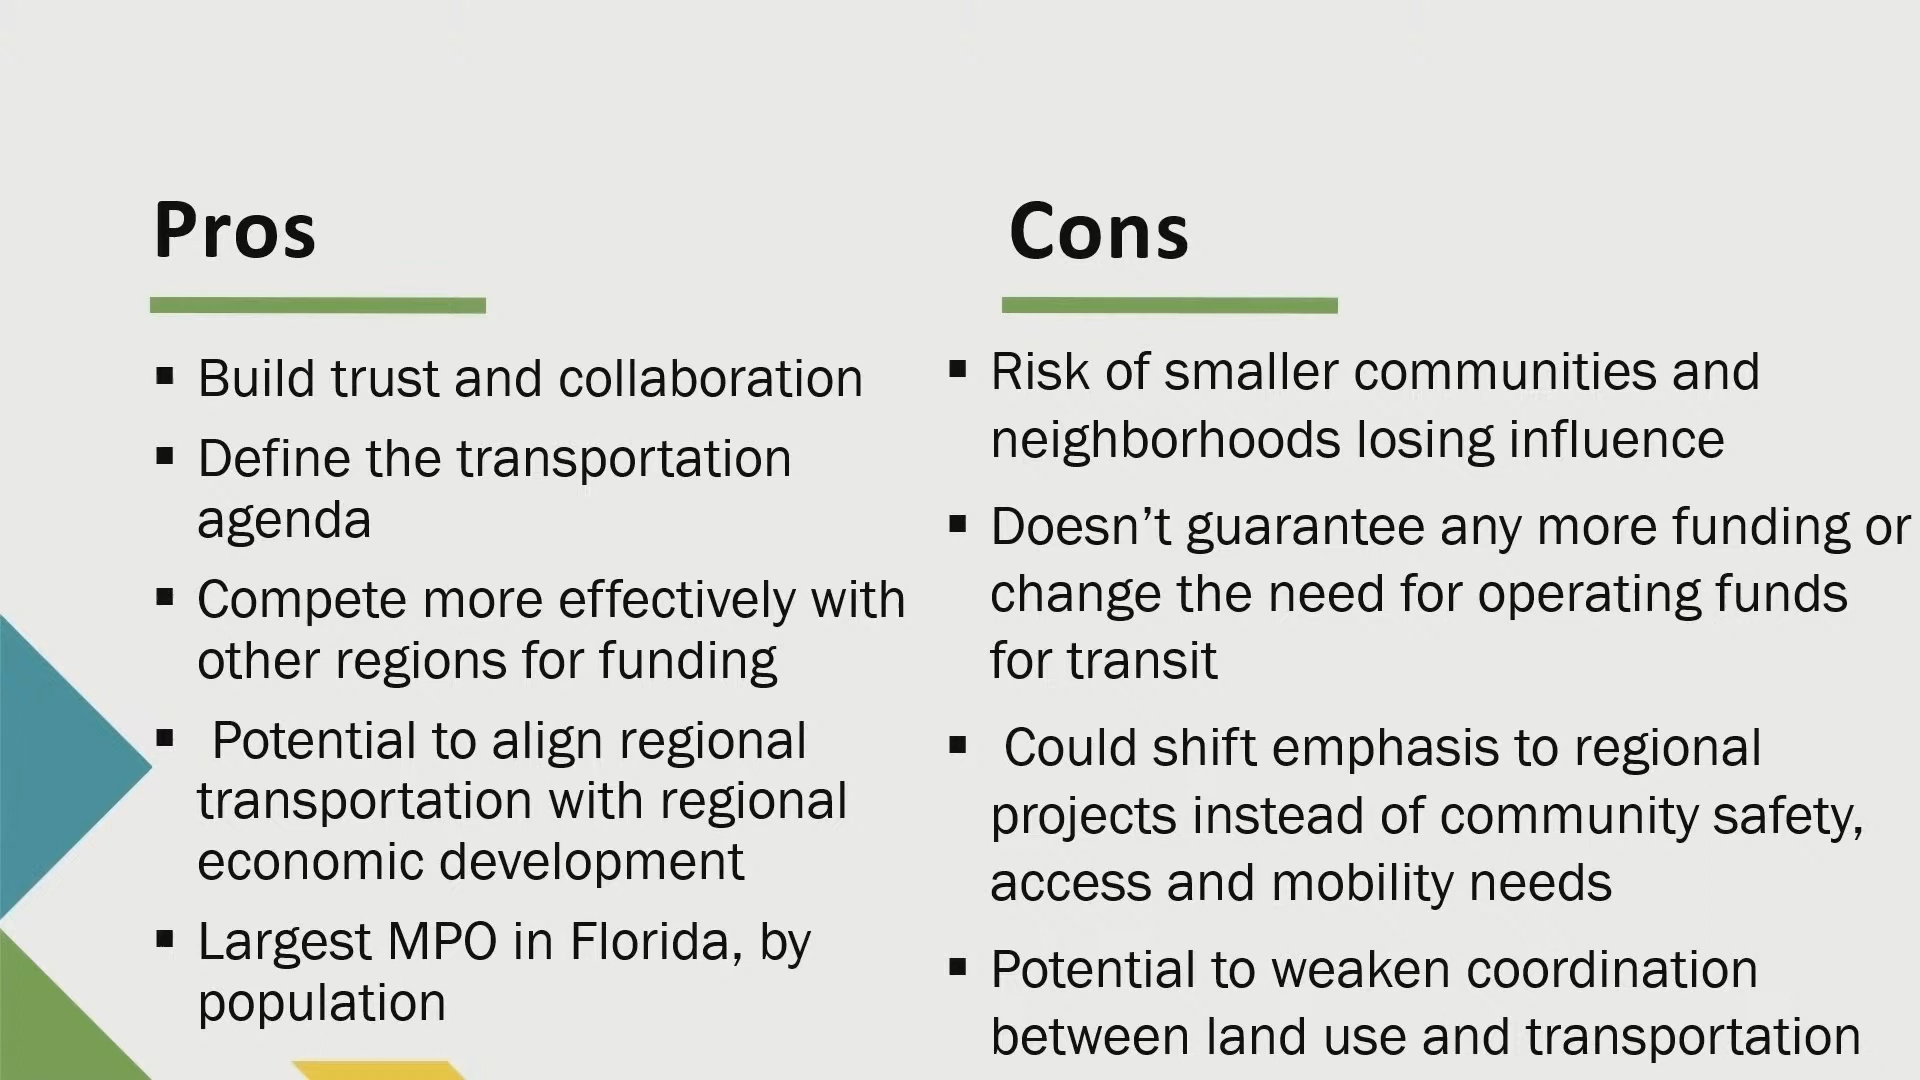 Pros
▪ Build trust and collaboration
▪ Define the transportation
agenda
▪ Compete more effectively with
other regions for funding
▪ Potential to align regional
transportation with regional
economic development
▪ Largest MPO in Florida, by
population
Cons
▪ Risk of smaller communities and
neighborhoods losing influence
▪ Doesn’t guarantee any more funding or
change the need for operating funds
for transit
▪ Could shift emphasis to regional
projects instead of community safety,
access and mobility needs
▪ Potential to weaken coordination
between land use and transportation